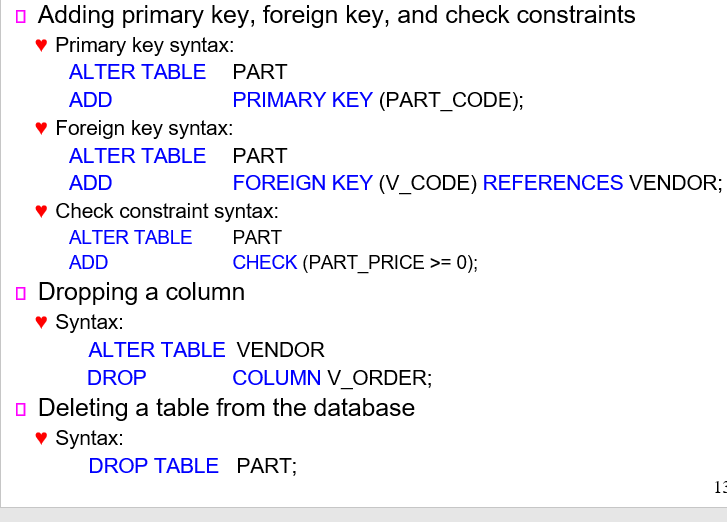 Adding primary key, foreign key, and check constraints
♥ Primary key syntax:
ALTER TABLE PART
ADD PRIMARY KEY (PART_CODE);
♥ Foreign key syntax:
ALTER TABLE PART
ADD FOREIGN KEY (V_CODE) REFERENCES VENDOR;
♥ Check constraint syntax:
ALTER TABLE PART
ADD CHECK (PART_PRICE >= 0);
Dropping a column
♥ Syntax:
ALTER TABLE VENDOR
DROP COLUMN V_ORDER;
Deleting a table from the database
♥ Syntax:
DROP TABLE PART;